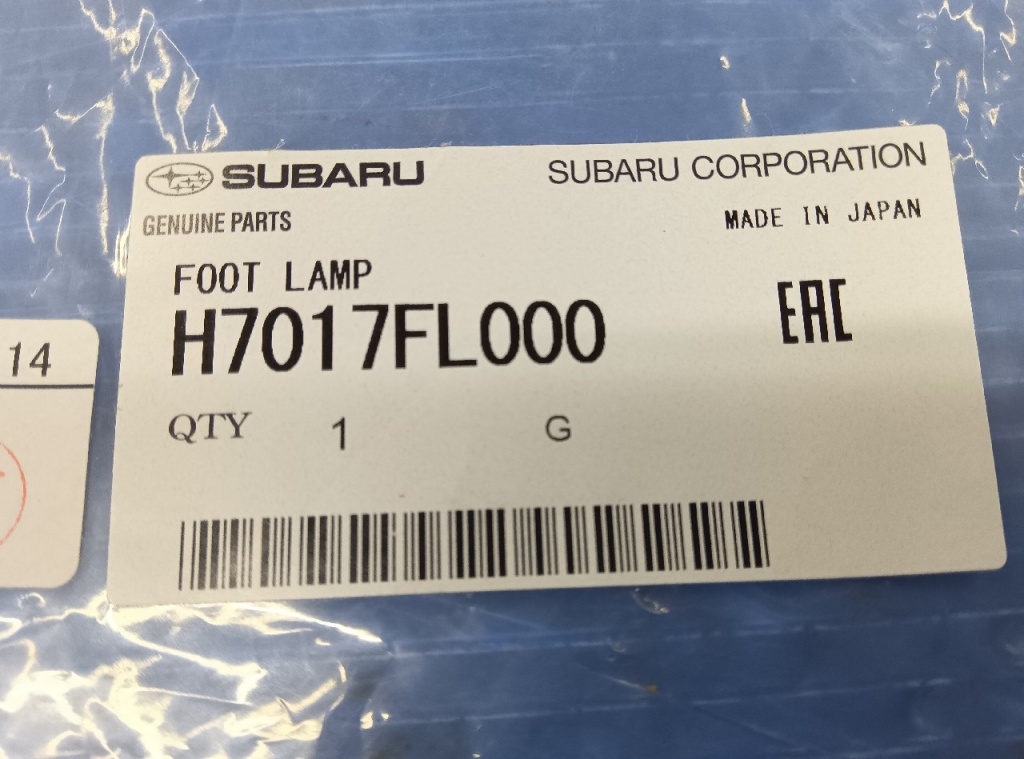 SUBARU
SUBARU CORPORATION
GENUINE PARTS
MADE IN JAPAN
FOOT LAMP
H7017FL000
EAC
QTY 1 G
14